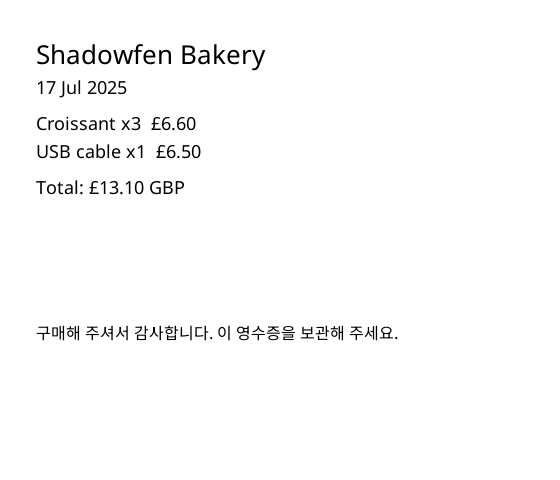 Shadowfen Bakery
17 Jul 2025
Croissant x3 £6.60
USB cable x1 £6.50
Total: £13.10 GBP
구매해 주셔서 감사합니다. 이 영수증을 보관해 주세요.